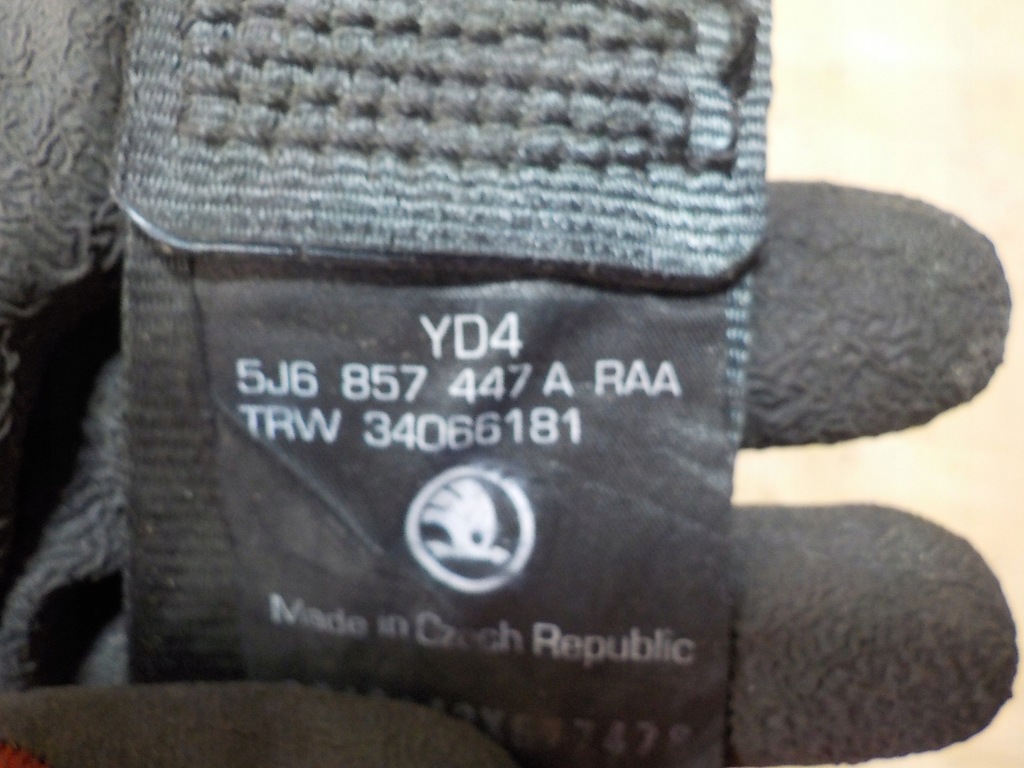 YD4
5J6 857 447 A RAA
TRW 34066181
Made in Czech Republic